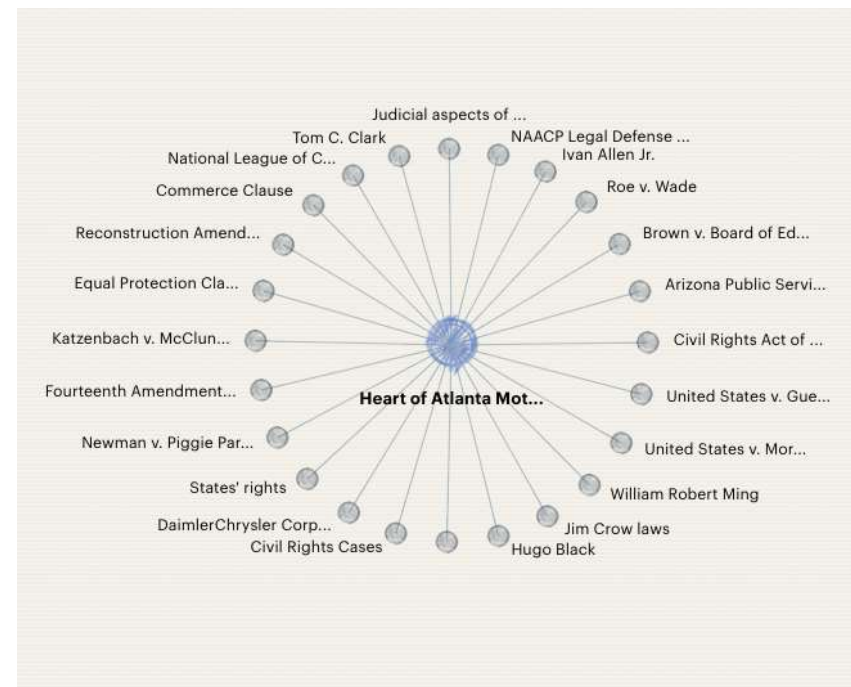 Judicial aspects of ...
Tom C. Clark
NAACP Legal Defense ...
National League of C...
Ivan Allen Jr.
Commerce Clause
Roe v. Wade
Reconstruction Amend...
Brown v. Board of Ed...
Equal Protection Cla...
Arizona Public Servi...
Katzenbach v. McClun...
Civil Rights Act of ...
Fourteenth Amendment...
Heart of Atlanta Mot...
United States v. Gue...
Newman v. Piggie Par...
United States v. Mor...
States' rights
William Robert Ming
DaimlerChrysler Corp...
Jim Crow laws
Civil Rights Cases
Hugo Black